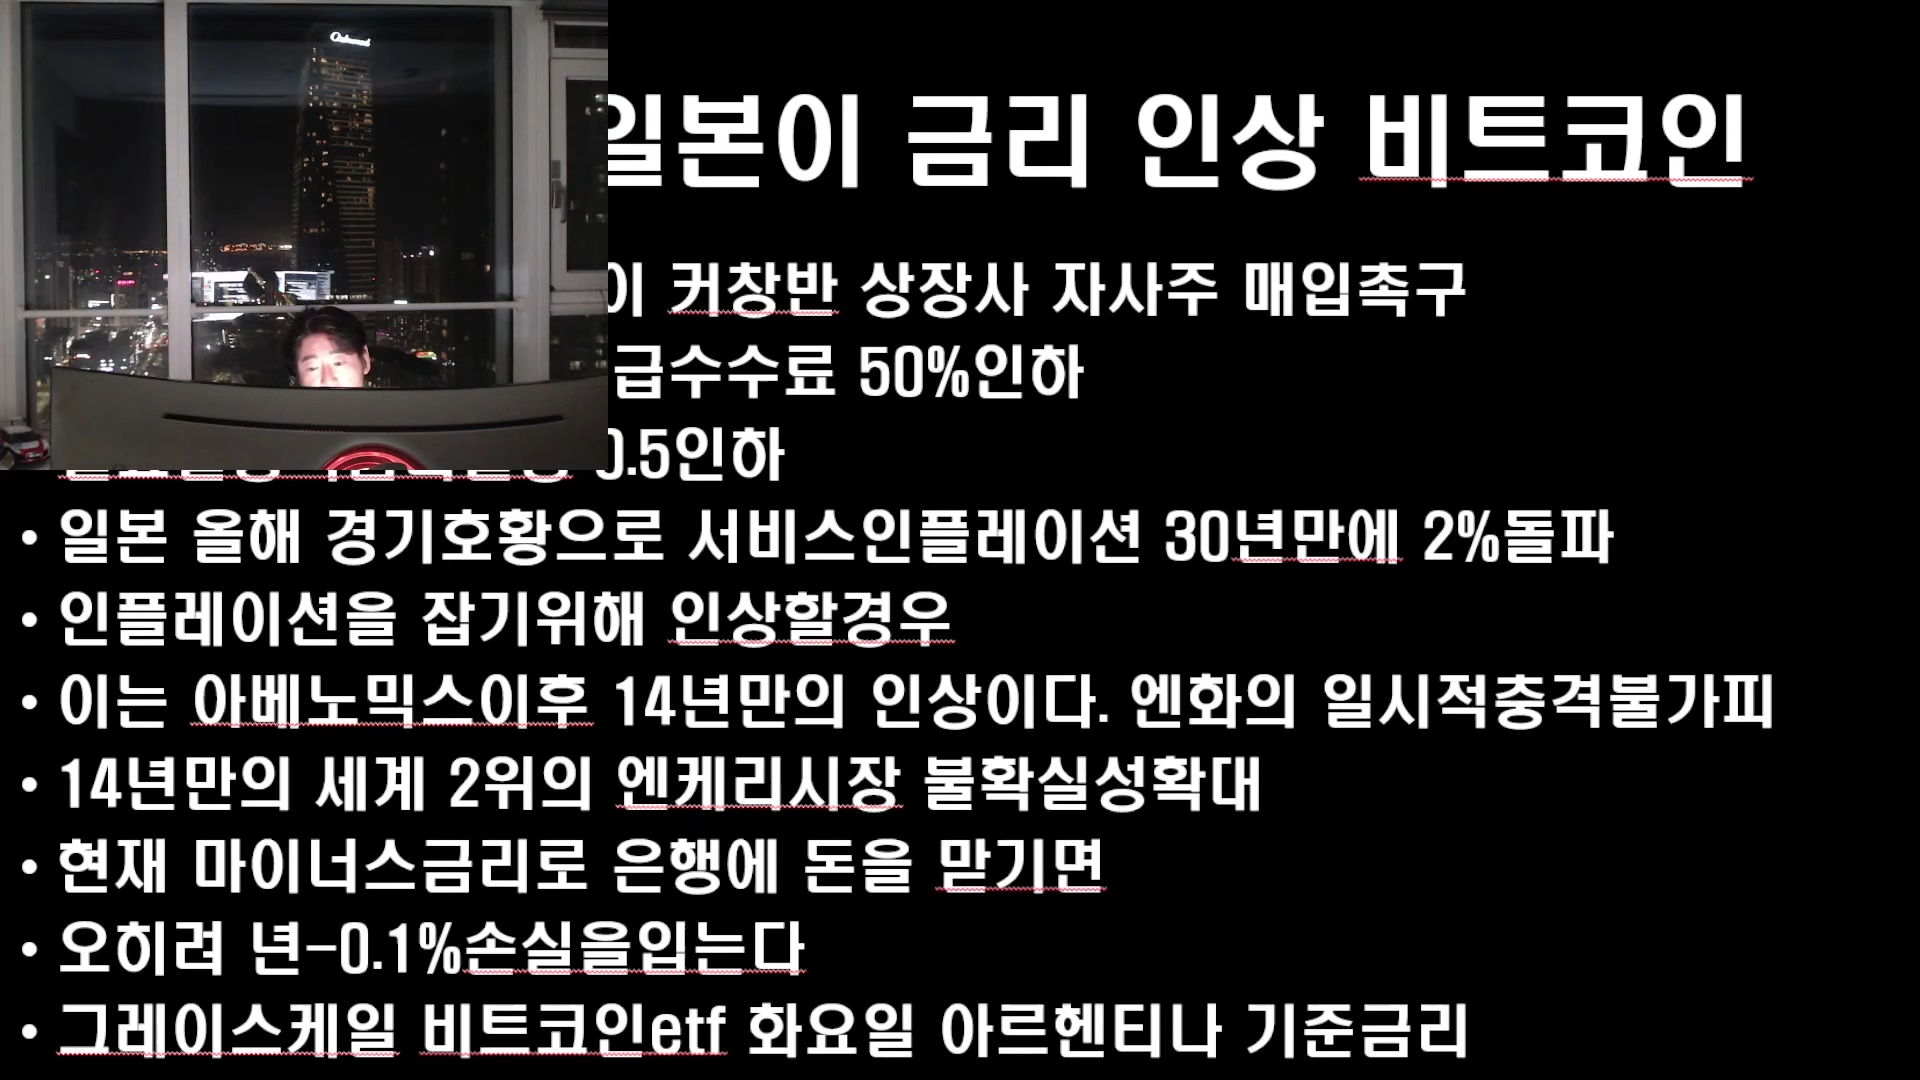 일본이 금리 인상 비트코인
이 커창반 상장사 자사주 매입촉구
급수수료 50%인하
0.5인하
• 일본 올해 경기호황으로 서비스인플레이션 30년만에 2%돌파
• 인플레이션을 잡기위해 인상할경우
• 이는 아베노믹스이후 14년만의 인상이다. 엔화의 일시적충격불가피
• 14년만의 세계 2위의 엔케리시장 불확실성확대
• 현재 마이너스금리로 은행에 돈을 맏기면
• 오히려 년-0.1%손실을입는다
• 그레이스케일 비트코인etf 화요일 아르헨티나 기준금리